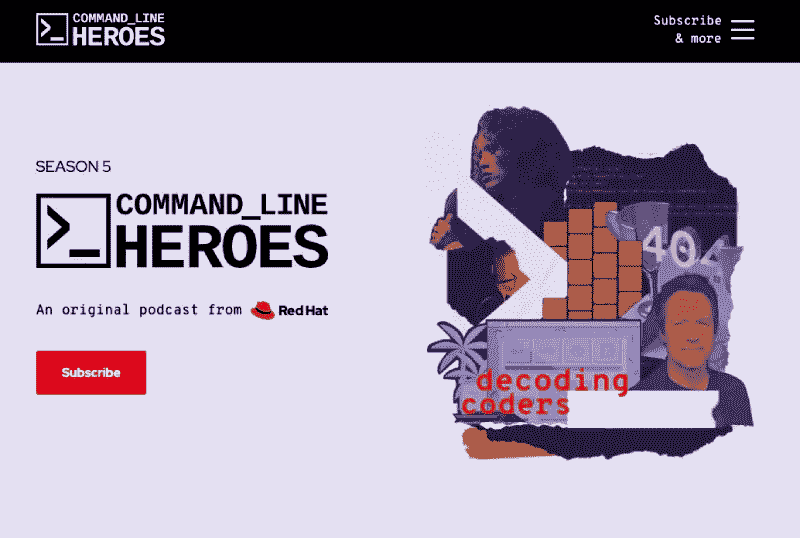 COMMAND_LINE
HEROES
Subscribe
& more
SEASON 5
COMMAND_LINE
HEROES
An original podcast from Red Hat
Subscribe
404
decoding
coders